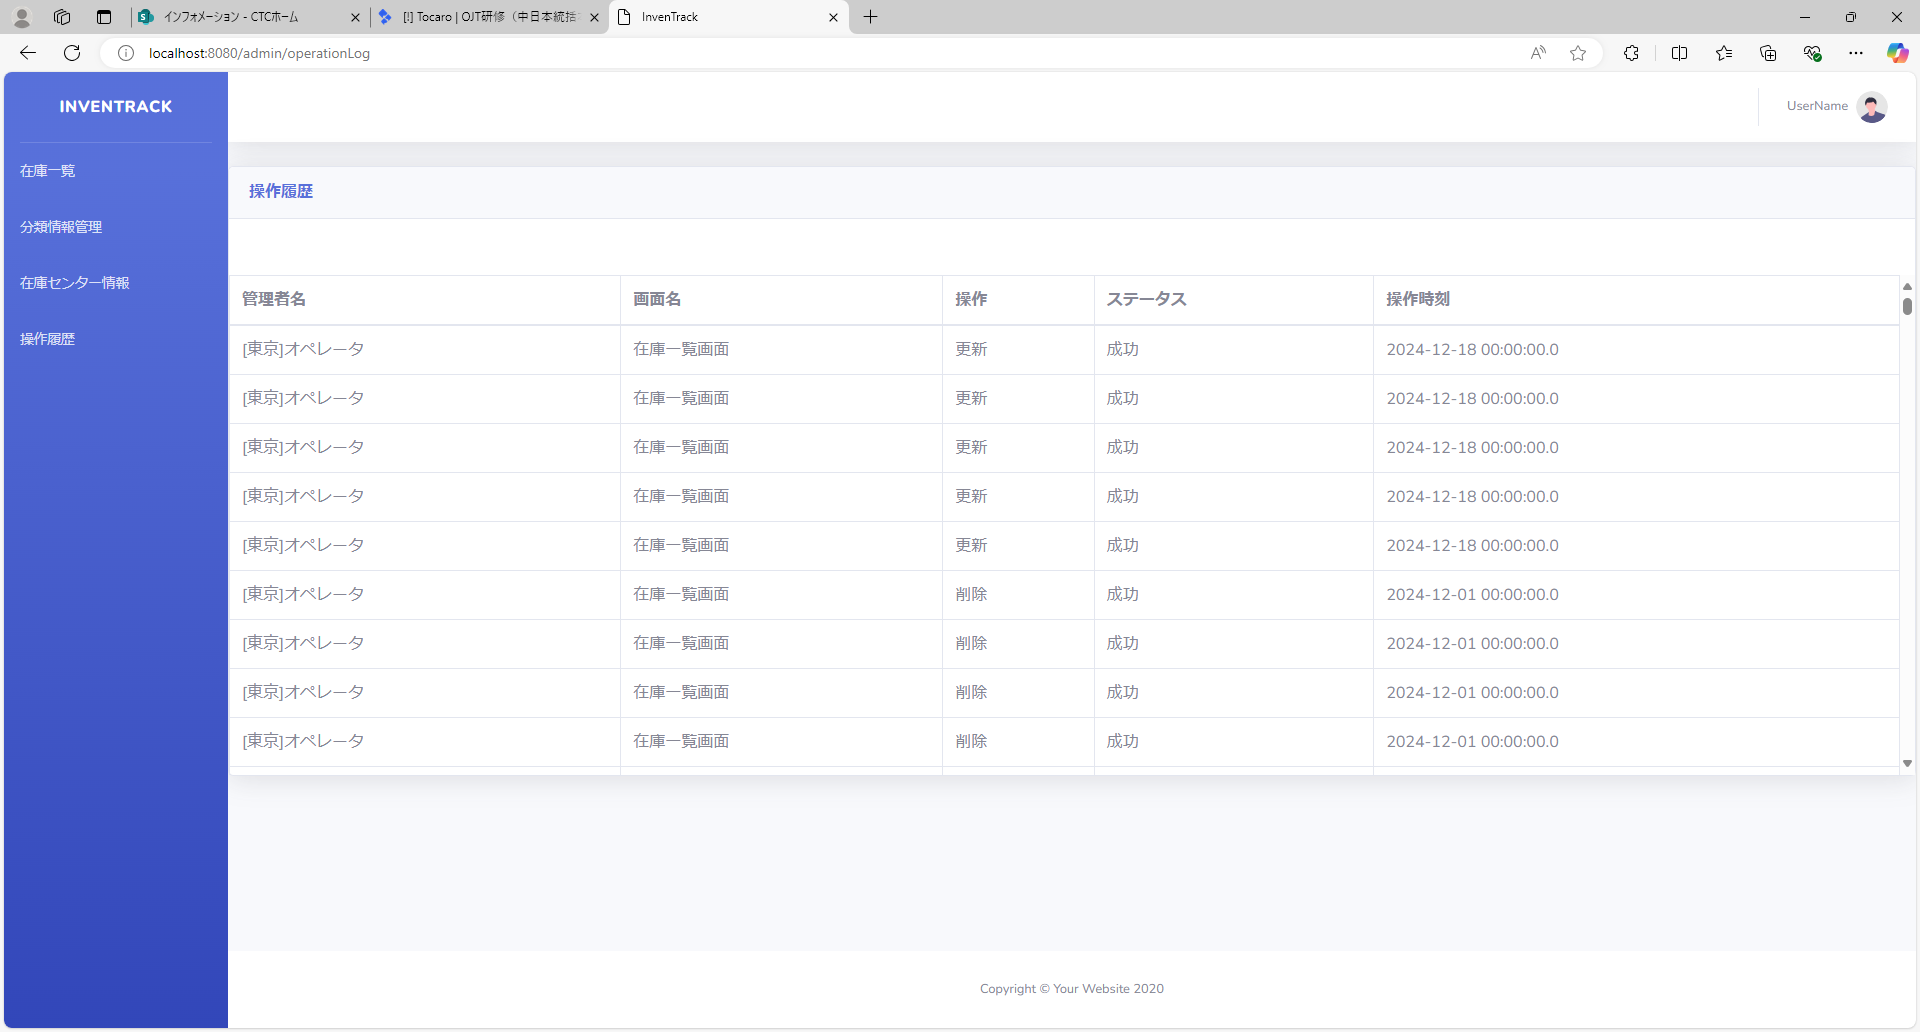 インフォメーション - CTCホーム
[!] Tocaro | OJT研修（中日本統括
InvenTrack
localhost:8080/admin/operationLog
INVENTRACK
UserName
在庫一覧
分類情報管理
在庫センター情報
操作履歴
操作履歴
管理者名 画面名 操作 ステータス 操作時刻
[東京]オペレータ 在庫一覧画面 更新 成功 2024-12-18 00:00:00.0
[東京]オペレータ 在庫一覧画面 更新 成功 2024-12-18 00:00:00.0
[東京]オペレータ 在庫一覧画面 更新 成功 2024-12-18 00:00:00.0
[東京]オペレータ 在庫一覧画面 更新 成功 2024-12-18 00:00:00.0
[東京]オペレータ 在庫一覧画面 更新 成功 2024-12-18 00:00:00.0
[東京]オペレータ 在庫一覧画面 削除 成功 2024-12-01 00:00:00.0
[東京]オペレータ 在庫一覧画面 削除 成功 2024-12-01 00:00:00.0
[東京]オペレータ 在庫一覧画面 削除 成功 2024-12-01 00:00:00.0
[東京]オペレータ 在庫一覧画面 削除 成功 2024-12-01 00:00:00.0
Copyright © Your Website 2020